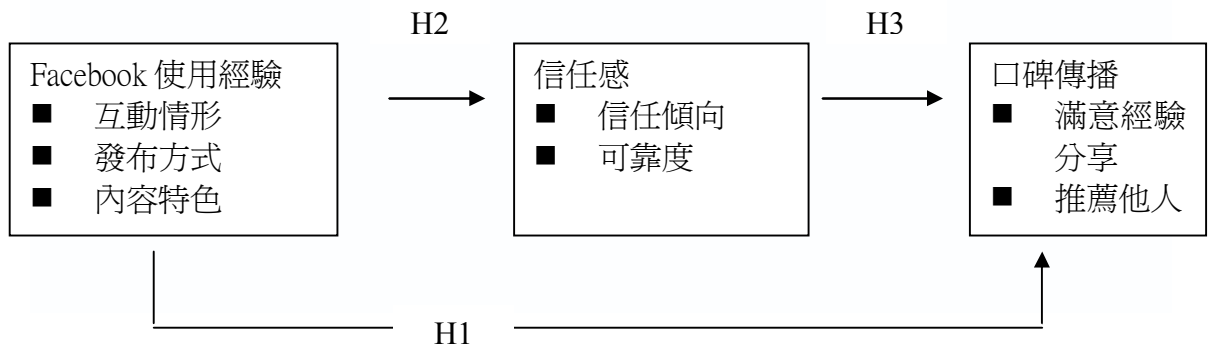 H2
H3
Facebook 使用經驗
■ 互動情形
■ 發布方式
■ 內容特色
信任感
■ 信任傾向
■ 可靠度
口碑傳播
■ 滿意經驗
分享
■ 推薦他人
H1